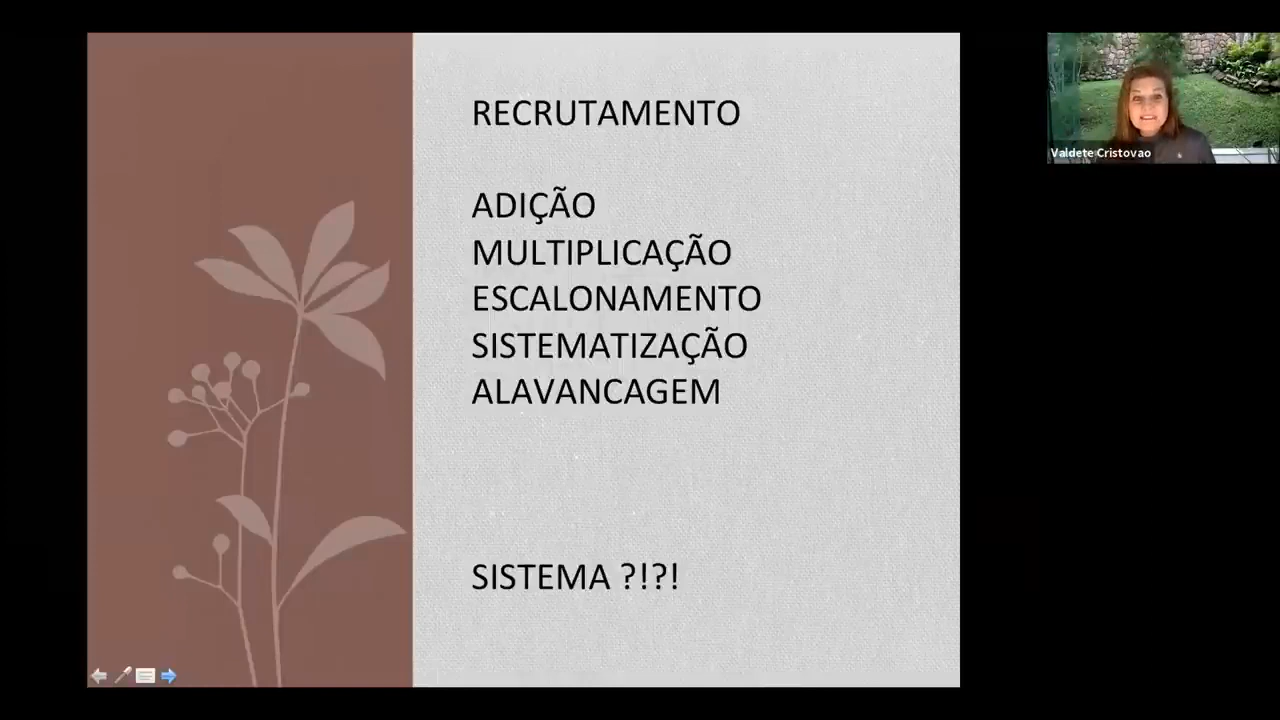 RECRUTAMENTO
ADIÇÃO
MULTIPLICAÇÃO
ESCALONAMENTO
SISTEMATIZAÇÃO
ALAVANCAGEM
SISTEMA ?!?!
Valdete Cristovao